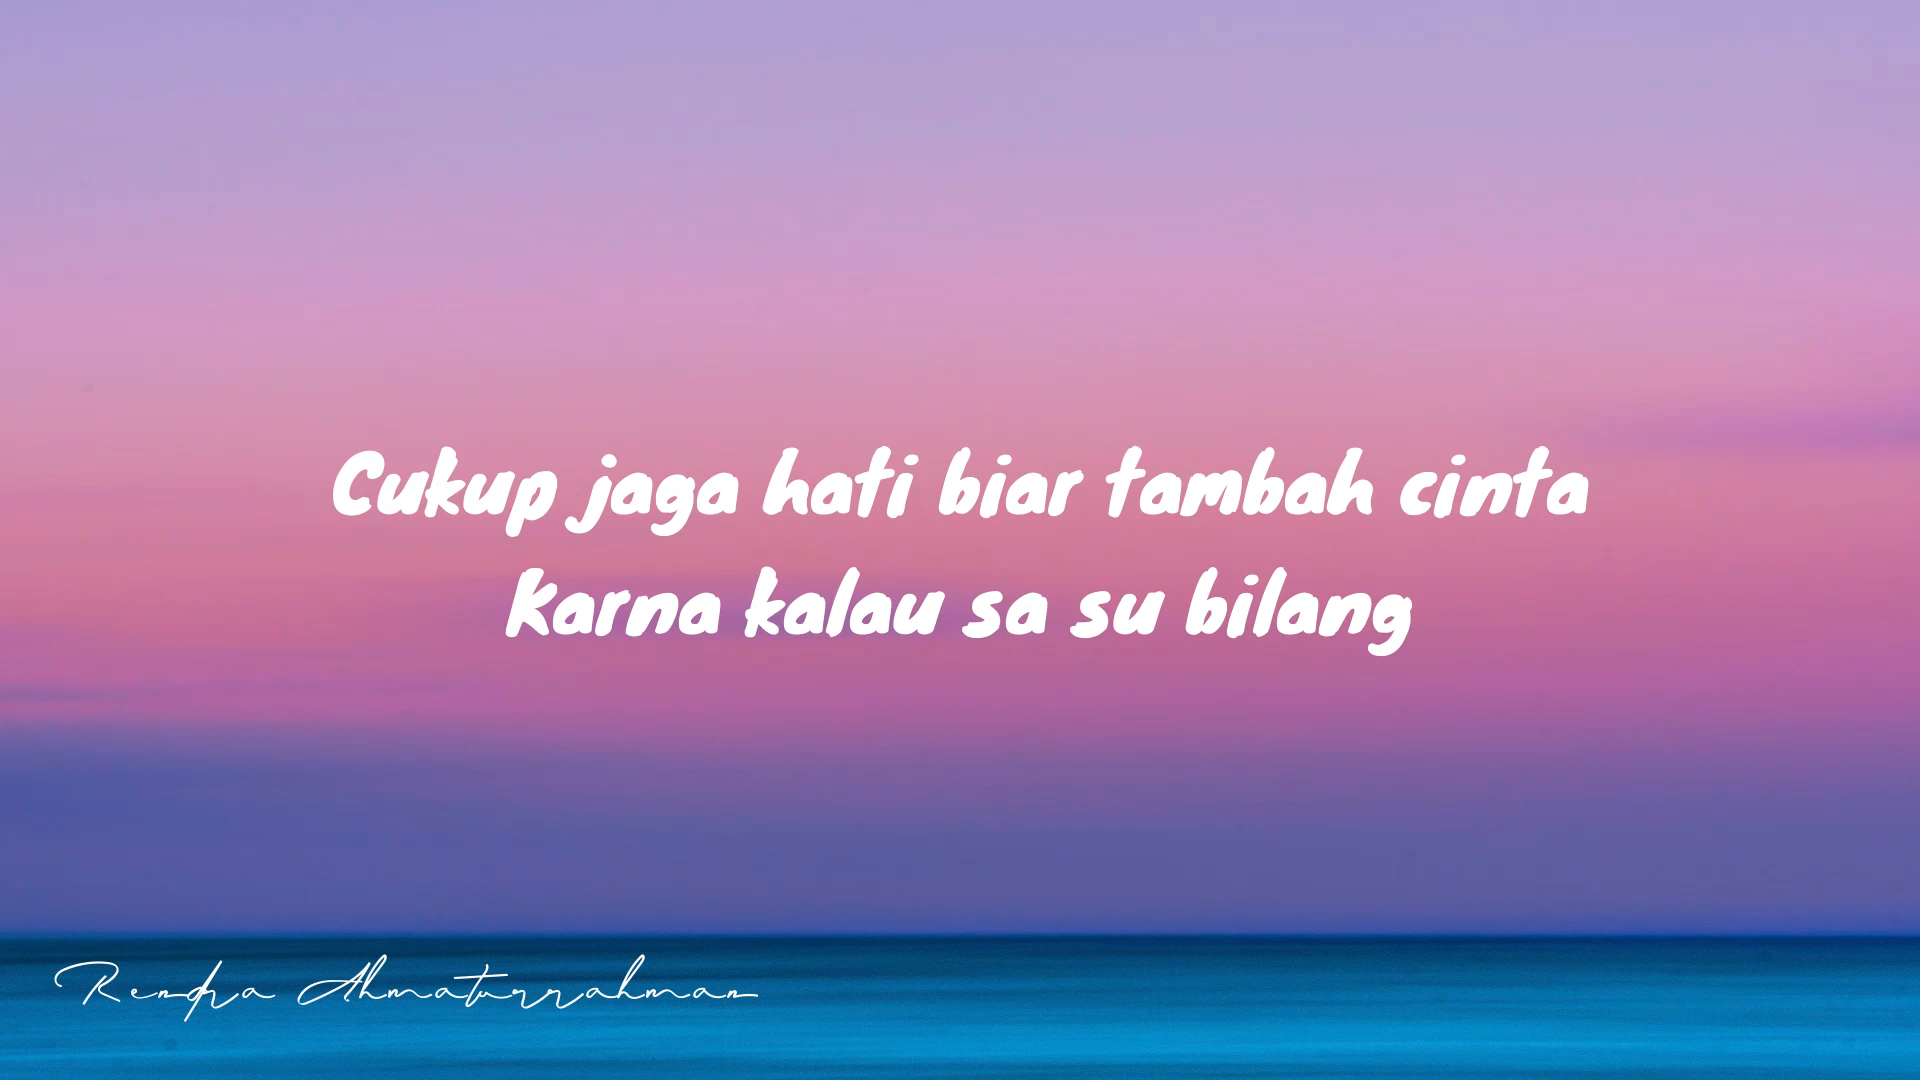 Cukup jaga hati biar tambah cinta
Karna kalau sa su bilang
Rendra Ahmaturrahman